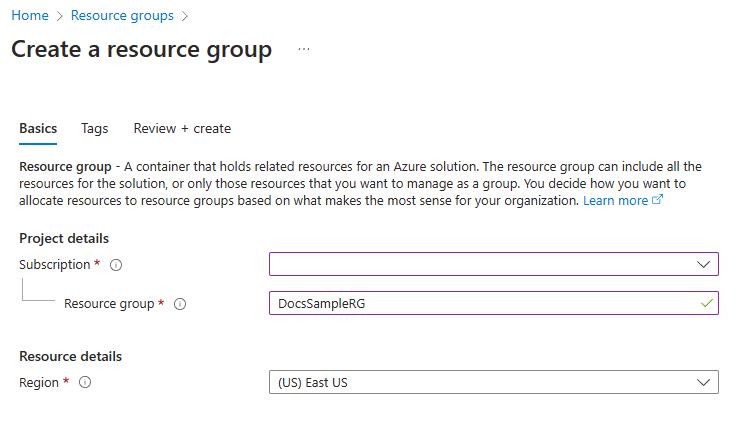 Home > Resource groups >
Create a resource group ...
Basics Tags Review + create
Resource group - A container that holds related resources for an Azure solution. The resource group can include all the
resources for the solution, or only those resources that you want to manage as a group. You decide how you want to
allocate resources to resource groups based on what makes the most sense for your organization. Learn more
Project details
Subscription *
Resource group * DocsSampleRG
Resource details
Region * (US) East US